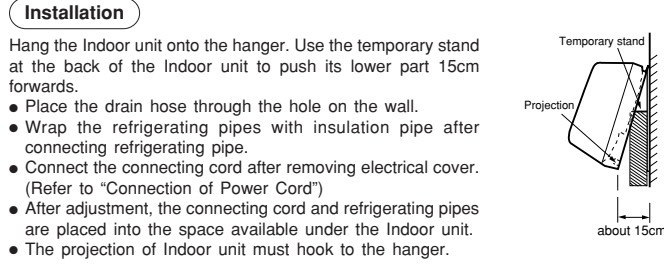 Installation
Hang the Indoor unit onto the hanger. Use the temporary stand
at the back of the Indoor unit to push its lower part 15cm
forwards.
● Place the drain hose through the hole on the wall.
● Wrap the refrigerating pipes with insulation pipe after
connecting refrigerating pipe.
● Connect the connecting cord after removing electrical cover.
(Refer to “Connection of Power Cord”)
● After adjustment, the connecting cord and refrigerating pipes
are placed into the space available under the Indoor unit.
● The projection of Indoor unit must hook to the hanger.
Temporary stand
Projection
about 15cm